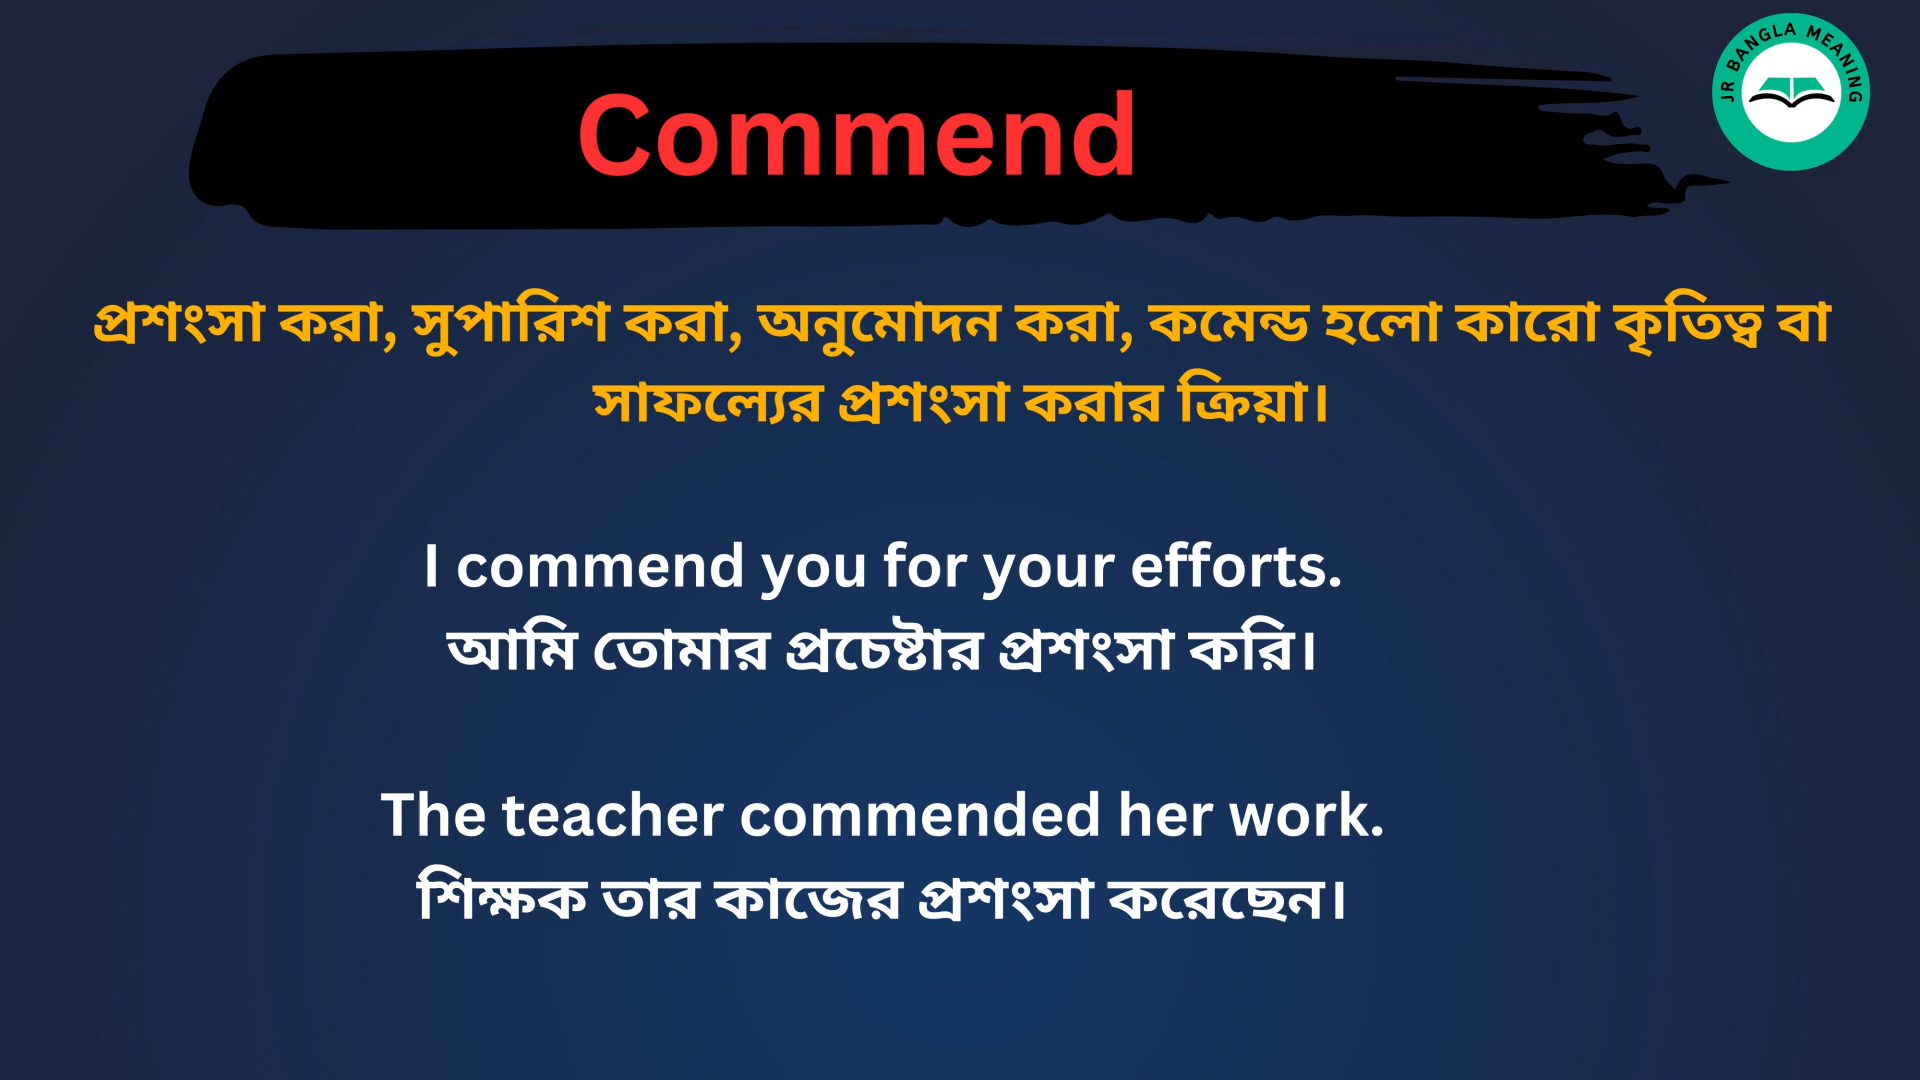 Commend
JR BANGLA MEANING
প্রশংসা করা, সুপারিশ করা, অনুমোদন করা, কমেন্ড হলো কারো কৃতিত্ব বা
সাফল্যের প্রশংসা করার ক্রিয়া।
I commend you for your efforts.
আমি তোমার প্রচেষ্টার প্রশংসা করি।
The teacher commended her work.
শিক্ষক তার কাজের প্রশংসা করেছেন।